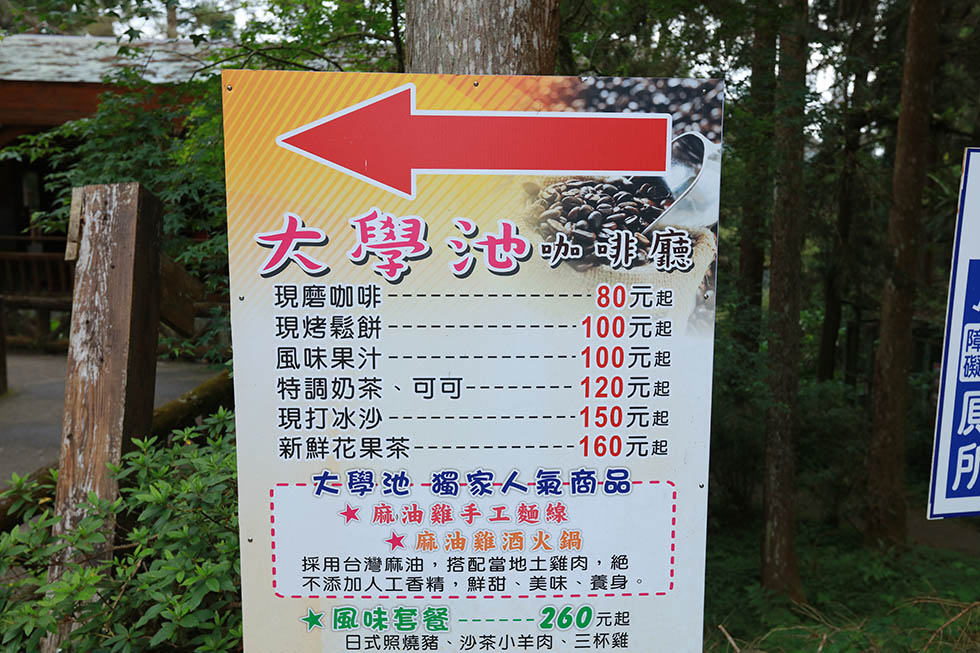 大學池咖啡廳
現磨咖啡--------------------80元起
現烤鬆餅--------------------100元起
風味果汁--------------------100元起
特調奶茶、可可--------120元起
現打冰沙--------------------150元起
新鮮花果茶----------------160元起
大學池 獨家人氣商品
★麻油雞手工麵線
★麻油雞酒火鍋
採用台灣麻油，搭配當地土雞肉，絕
不添加人工香精，鮮甜、美味、養身。
★風味套餐------260元起
日式照燒豬、沙茶小羊肉、三杯雞
障礙
廁所